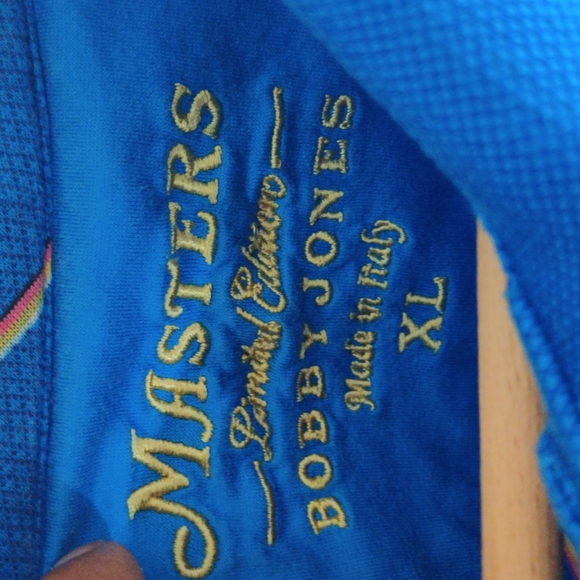 MASTERS
Limited Edition
BOBBY JONES
Made in Italy
XL